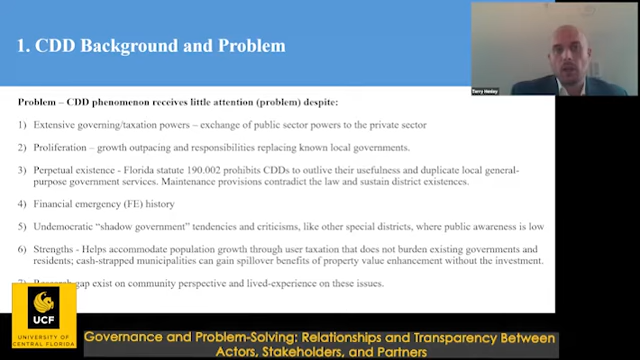 1. CDD Background and Problem
Terry Henley
Problem – CDD phenomenon receives little attention (problem) despite:
1) Extensive governing/taxation powers – exchange of public sector powers to the private sector
2) Proliferation – growth outpacing and responsibilities replacing known local governments.
3) Perpetual existence - Florida statute 190.002 prohibits CDDs to outlive their usefulness and duplicate local general-
purpose government services. Maintenance provisions contradict the law and sustain district existences.
4) Financial emergency (FE) history
5) Undemocratic “shadow government” tendencies and criticisms, like other special districts, where public awareness is low
6) Strengths - Helps accommodate population growth through user taxation that does not burden existing governments and
residents; cash-strapped municipalities can gain spillover benefits of property value enhancement without the investment.
gap exist on community perspective and lived-experience on these issues.
UCF
UNIVERSITY OF
CENTRAL FLORIDA
Governance and Problem-Solving: Relationships and Transparency Between
Actors, Stakeholders, and Partners